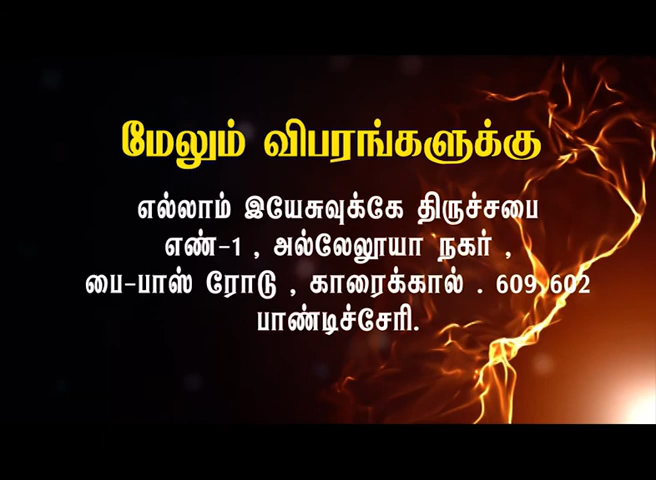 மேலும் விபரங்களுக்கு
எல்லாம் இயேசுவுக்கே திருச்சபை
எண்-1 , அல்லேலூயா நகர் ,
பை-பாஸ் ரோடு , காரைக்கால் . 609 602
பாண்டிச்சேரி.